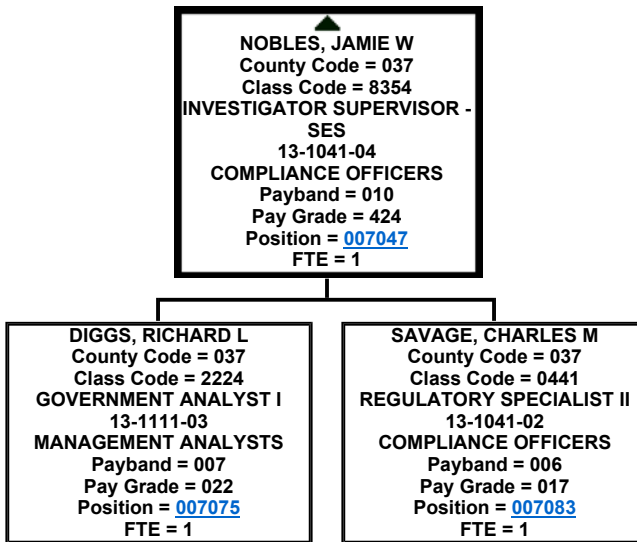 NOBLES, JAMIE W
County Code = 037
Class Code = 8354
INVESTIGATOR SUPERVISOR -
SES
13-1041-04
COMPLIANCE OFFICERS
Payband = 010
Pay Grade = 424
Position = 007047
FTE = 1
DIGGS, RICHARD L
County Code = 037
Class Code = 2224
GOVERNMENT ANALYST I
13-1111-03
MANAGEMENT ANALYSTS
Payband = 007
Pay Grade = 022
Position = 007075
FTE = 1
SAVAGE, CHARLES M
County Code = 037
Class Code = 0441
REGULATORY SPECIALIST II
13-1041-02
COMPLIANCE OFFICERS
Payband = 006
Pay Grade = 017
Position = 007083
FTE = 1